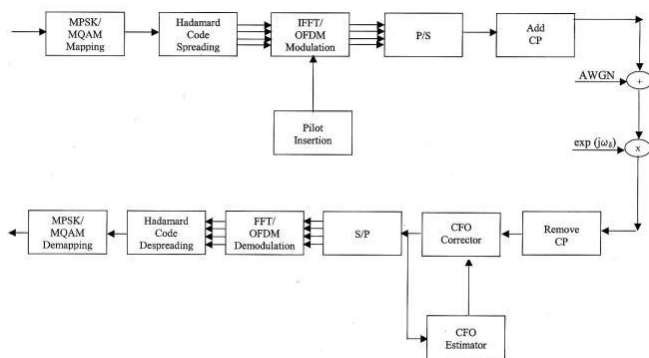 MPSK/
MQAM
Mapping
Hadamard
Code
Spreading
IFFT/
OFDM
Modulation
P/S
Add
CP
AWGN
+
Pilot
Insertion
exp (jωδ)
x
MPSK/
MQAM
Demapping
Hadamard
Code
Despreading
FFT/
OFDM
Demodulation
S/P
CFO
Corrector
Remove
CP
CFO
Estimator